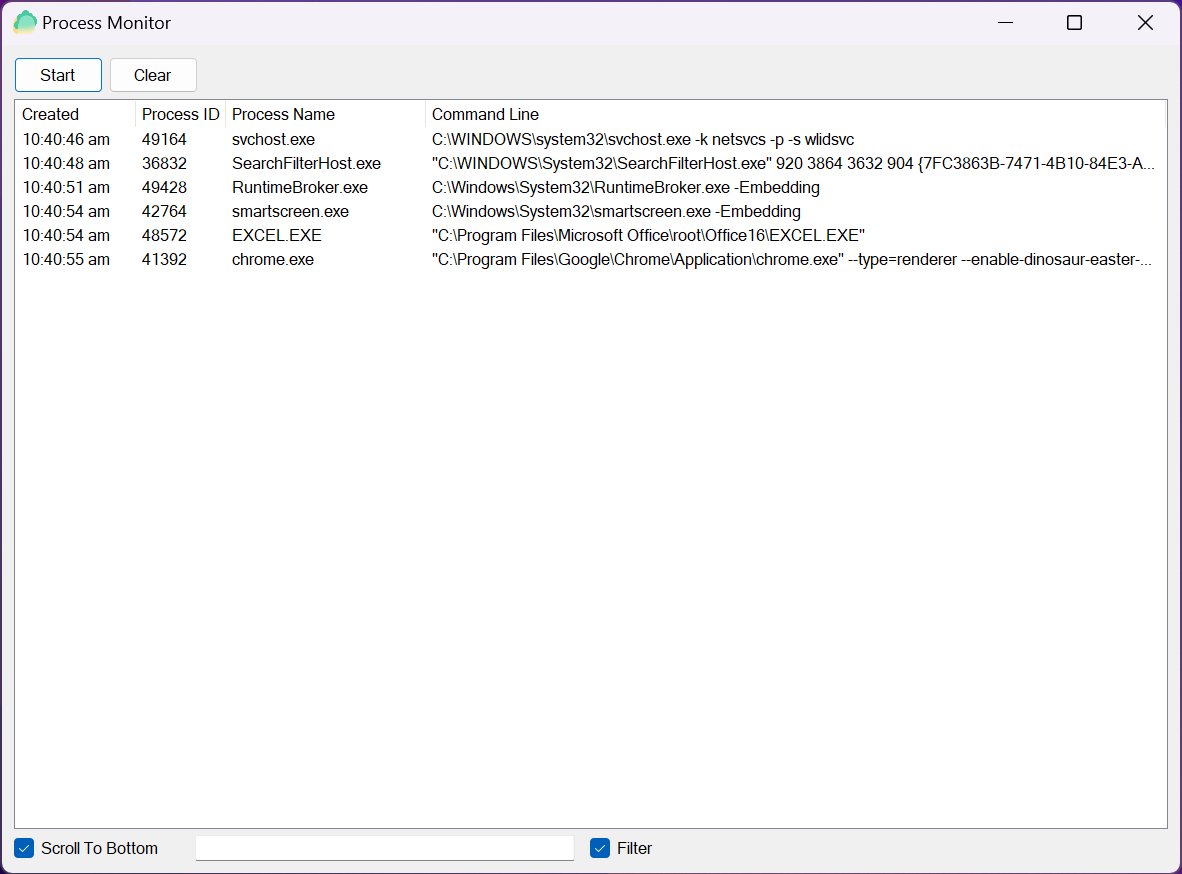 Process Monitor
Start Clear
Created Process ID Process Name Command Line
10:40:46 am 49164 svchost.exe C:\WINDOWS\system32\svchost.exe -k netsvcs -p -s wlidsvc
10:40:48 am 36832 SearchFilterHost.exe "C:\WINDOWS\System32\SearchFilterHost.exe" 920 3864 3632 904 {7FC3863B-7471-4B10-84E3-A...
10:40:51 am 49428 RuntimeBroker.exe C:\Windows\System32\RuntimeBroker.exe -Embedding
10:40:54 am 42764 smartscreen.exe C:\Windows\System32\smartscreen.exe -Embedding
10:40:54 am 48572 EXCEL.EXE "C:\Program Files\Microsoft Office\root\Office16\EXCEL.EXE"
10:40:55 am 41392 chrome.exe "C:\Program Files\Google\Chrome\Application\chrome.exe" --type=renderer --enable-dinosaur-easter-...
Scroll To Bottom Filter